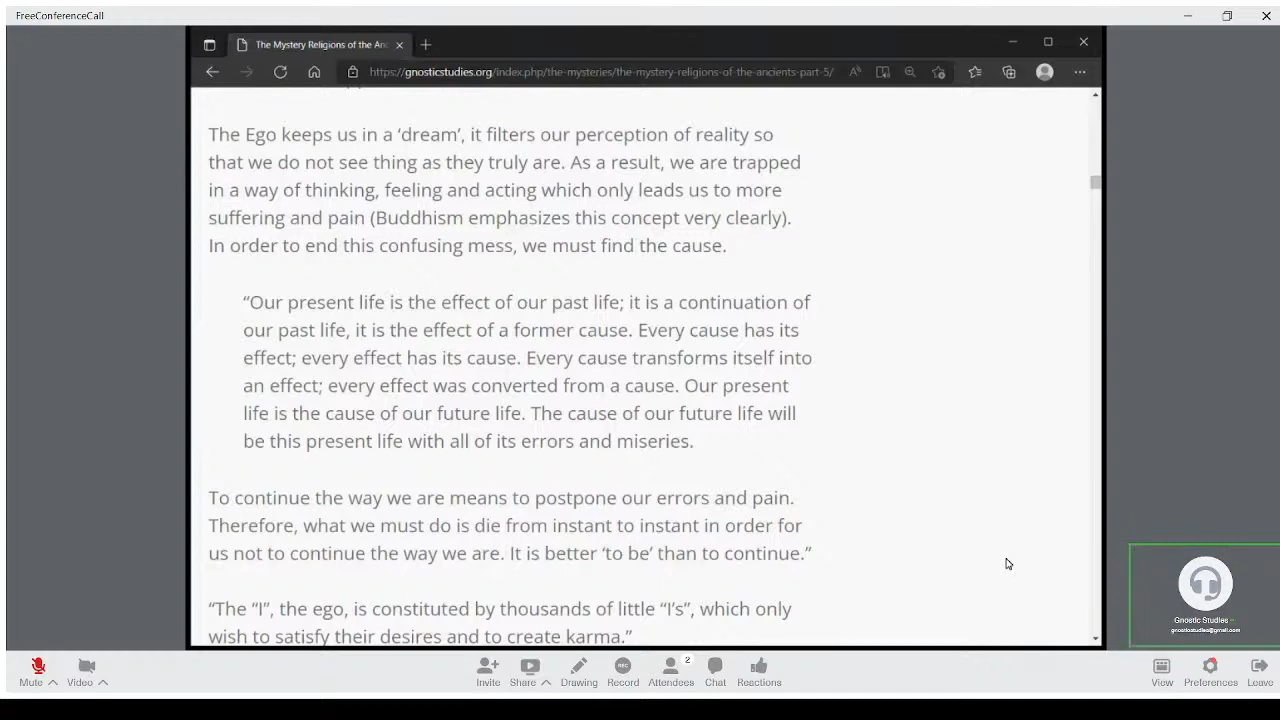 FreeConferenceCall
The Mystery Religions of the An
https://gnosticstudies.org/index.php/the-mysteries/the-mystery-religions-of-the-ancients-part-5/
The Ego keeps us in a ‘dream’, it filters our perception of reality so
that we do not see thing as they truly are. As a result, we are trapped
in a way of thinking, feeling and acting which only leads us to more
suffering and pain (Buddhism emphasizes this concept very clearly).
In order to end this confusing mess, we must find the cause.
“Our present life is the effect of our past life; it is a continuation of
our past life, it is the effect of a former cause. Every cause has its
effect; every effect has its cause. Every cause transforms itself into
an effect; every effect was converted from a cause. Our present
life is the cause of our future life. The cause of our future life will
be this present life with all of its errors and miseries.
To continue the way we are means to postpone our errors and pain.
Therefore, what we must do is die from instant to instant in order for
us not to continue the way we are. It is better ‘to be’ than to continue.”
“The “I”, the ego, is constituted by thousands of little “I’s”, which only
wish to satisfy their desires and to create karma.”
Gnostic Studies
gnosticstudies@gmail.com
Mute
Video
Invite
Share
Drawing
REC
Record
2
Attendees
Chat
Reactions
View
Preferences
Leave